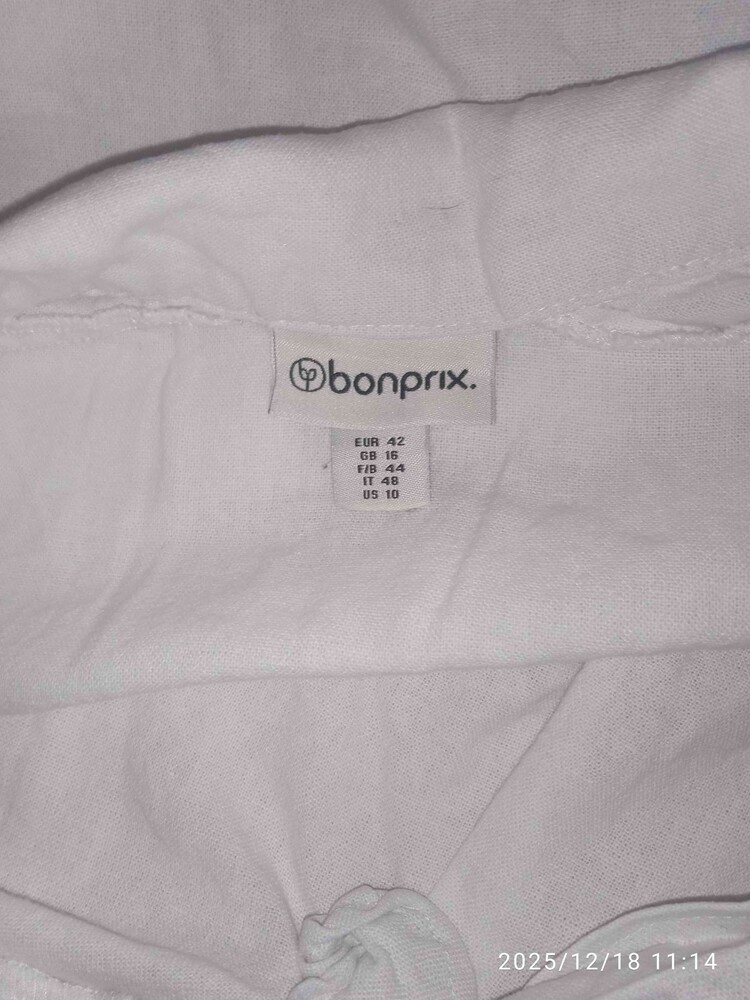 bonprix.
EUR 42
GB 16
F/B 44
IT 48
US 10
2025/12/18 11:14